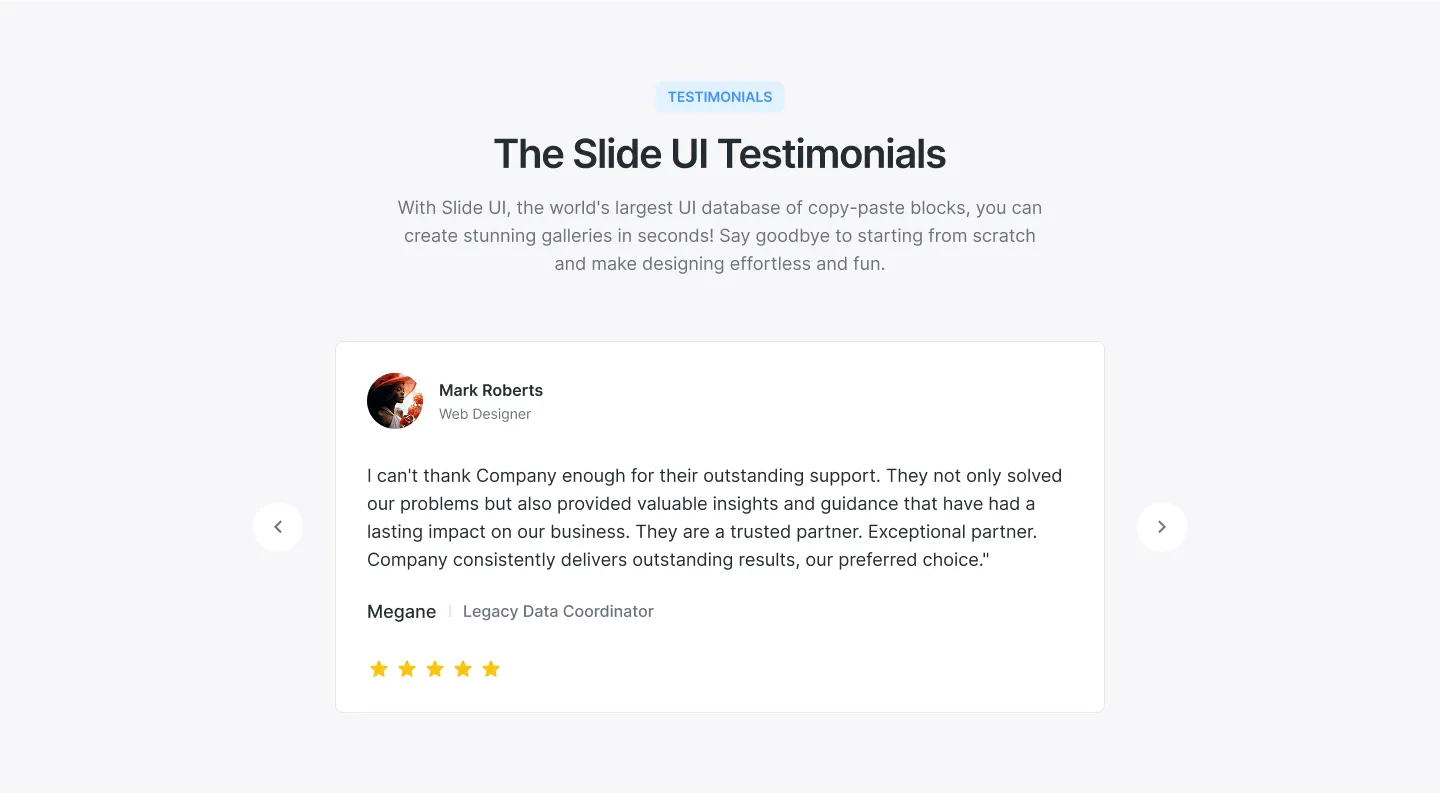 TESTIMONIALS
The Slide UI Testimonials
With Slide UI, the world's largest UI database of copy-paste blocks, you can
create stunning galleries in seconds! Say goodbye to starting from scratch
and make designing effortless and fun.
Mark Roberts
Web Designer
I can't thank Company enough for their outstanding support. They not only solved
our problems but also provided valuable insights and guidance that have had a
lasting impact on our business. They are a trusted partner. Exceptional partner.
Company consistently delivers outstanding results, our preferred choice."
Megane | Legacy Data Coordinator